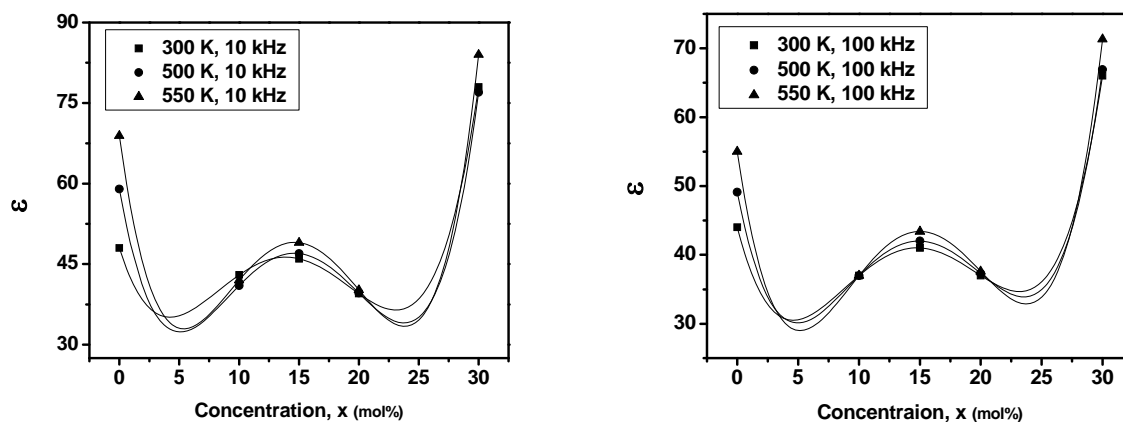 90
75
60
45
30
ε
300 K, 10 kHz
500 K, 10 kHz
550 K, 10 kHz
0 5 10 15 20 25 30
Concentration, x (mol%)
70
60
50
40
30
ε
300 K, 100 kHz
500 K, 100 kHz
550 K, 100 kHz
0 5 10 15 20 25 30
Concentraion, x (mol%)